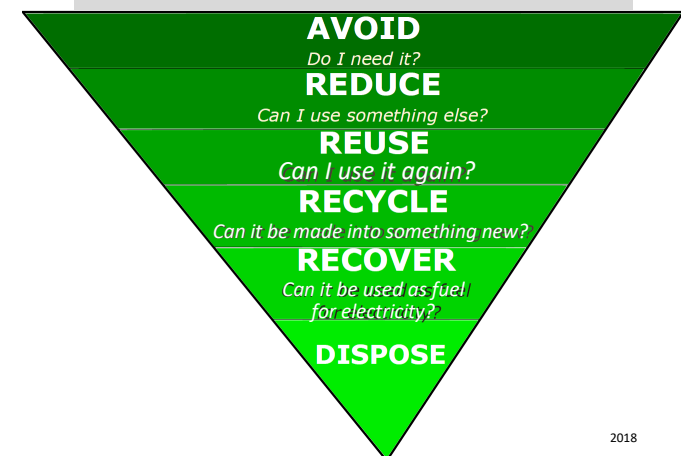 AVOID
Do I need it?
REDUCE
Can I use something else?
REUSE
Can I use it again?
RECYCLE
Can it be made into something new?
RECOVER
Can it be used as fuel
for electricity?
DISPOSE
2018